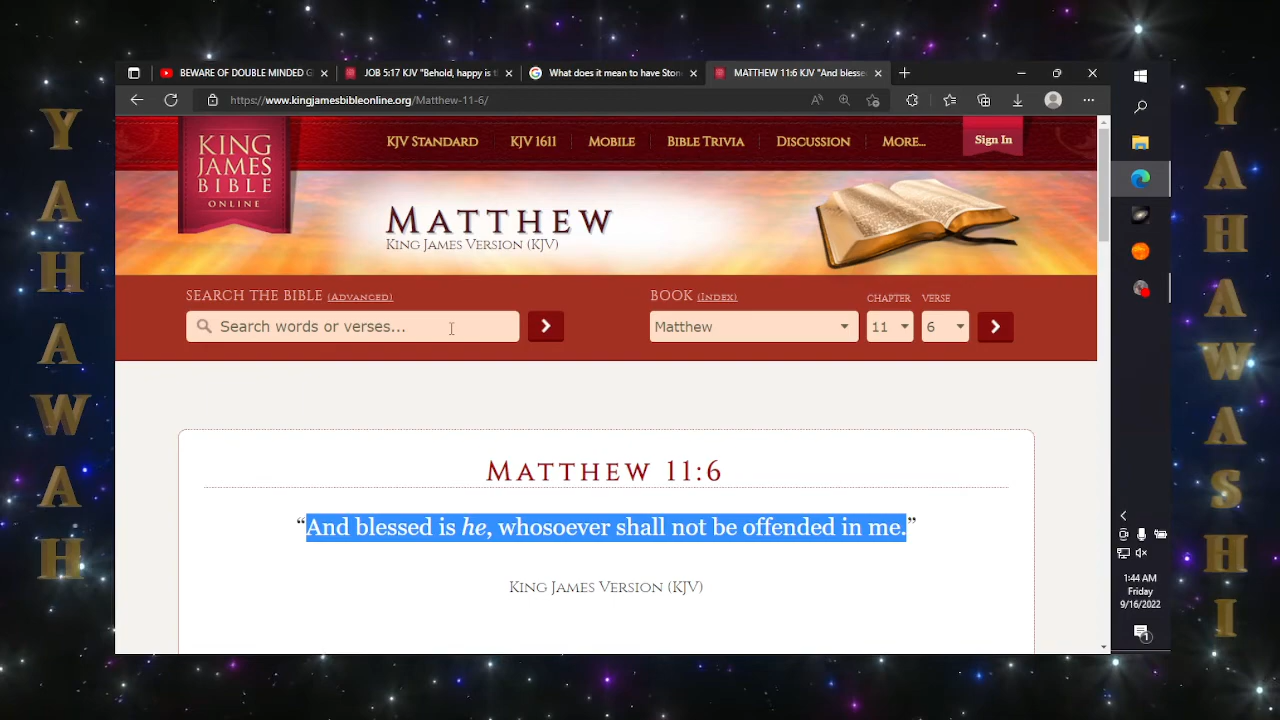 YAHAWAH
BEWARE OF DOUBLE MINDED G
JOB 5:17 KJV "Behold, happy is t
What does it mean to have Ston
MATTHEW 11:6 KJV "And blesse
https://www.kingjamesbibleonline.org/Matthew-11-6/
KING
JAMES
BIBLE
ONLINE
KJV STANDARD
KJV 1611
MOBILE
BIBLE TRIVIA
DISCUSSION
MORE...
Sign In
MATTHEW
KING JAMES VERSION (KJV)
SEARCH THE BIBLE (ADVANCED)
Search words or verses...
BOOK (INDEX)
CHAPTER
VERSE
Matthew
11
6
MATTHEW 11:6
“And blessed is he, whosoever shall not be offended in me.”
KING JAMES VERSION (KJV)
1:44 AM
Friday
9/16/2022
1
YAHAWASHI